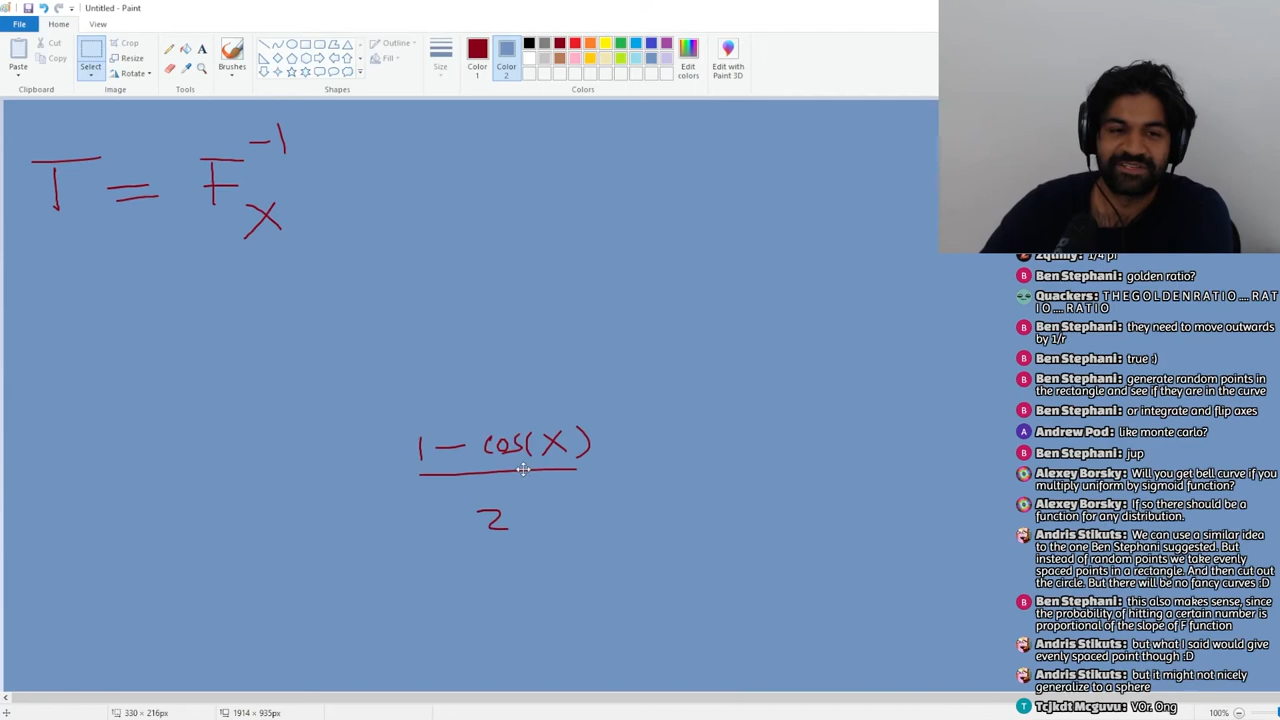 Untitled - Paint
File
Home
View
Paste
Cut
Copy
Clipboard
Select
Crop
Resize
Rotate
Image
Tools
Brushes
Shapes
Outline
Fill
Size
Color
1
Color
2
Edit
colors
Colors
Edit with
Paint 3D
T = F_X^{-1}
1 - cos(X)
2
Zquilly: 1/4 pi
Ben Stephani: golden ratio?
Quackers: T H E G O L D E N R A T I O .... R A T
I O .... R A T I O
Ben Stephani: they need to move outwards
by 1/r
Ben Stephani: true :)
Ben Stephani: generate random points in
the rectangle and see if they are in the curve
Ben Stephani: or integrate and flip axes
Andrew Pod: like monte carlo?
Ben Stephani: jup
Alexey Borsky: Will you get bell curve if you
multiply uniform by sigmoid function?
Alexey Borsky: If so there should be a
function for any distribution.
Andris Stikuts: We can use a similar idea
to the one Ben Stephani suggested. But
instead of random points we take evenly
spaced points in a rectangle. And then cut out
the circle. But there will be no fancy curves :D
Ben Stephani: this also makes sense, since
the probability of hitting a certain number is
proportional of the slope of F function
Andris Stikuts: but what I said would give
evenly spaced point though :D
Andris Stikuts: but it might not nicely
generalize to a sphere
Tcjkdt Mcguvu: VOr. Ong
330 × 216px
1914 × 935px
100%